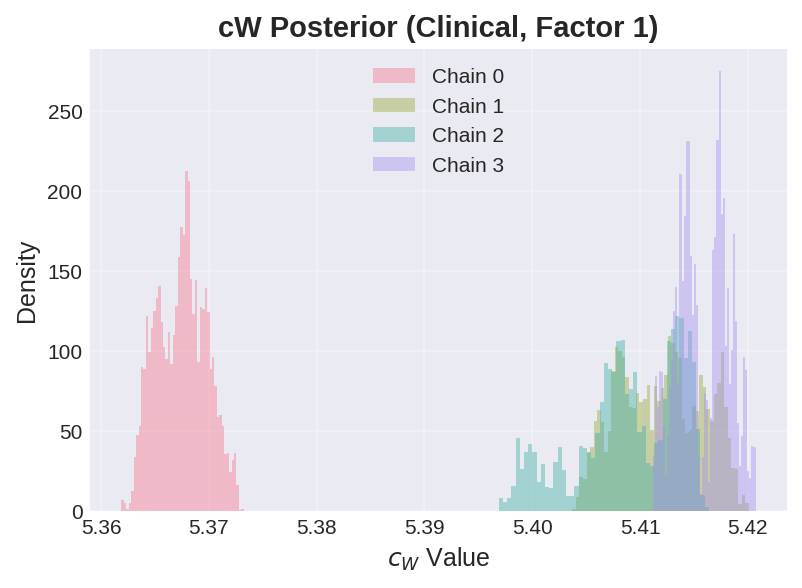 cW Posterior (Clinical, Factor 1)
Chain 0
Chain 1
Chain 2
Chain 3
Density
250
200
150
100
50
0
5.36 5.37 5.38 5.39 5.40 5.41 5.42
c_W Value